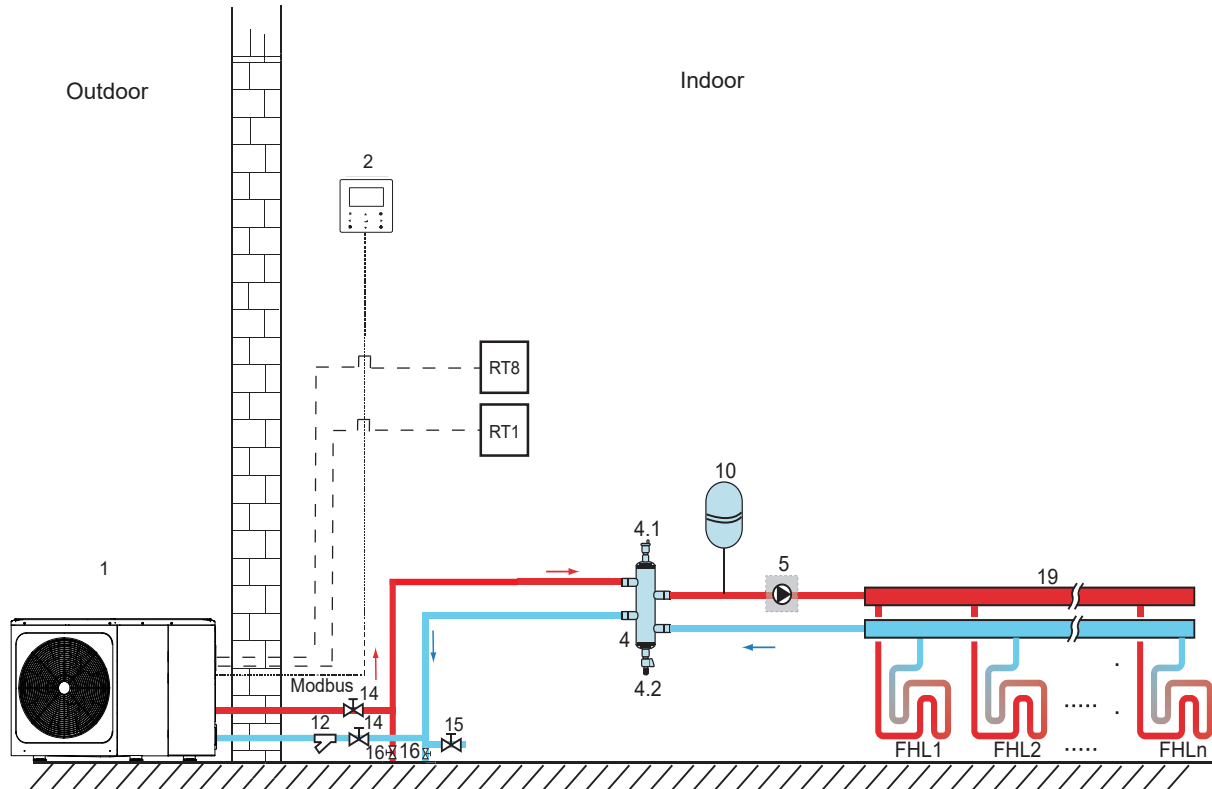 Outdoor
Indoor
2
RT8
RT1
10
4.1
5
19
1
4
4.2
Modbus
14
12
14
15
16
16
FHL1
FHL2
.....
.....
FHLn